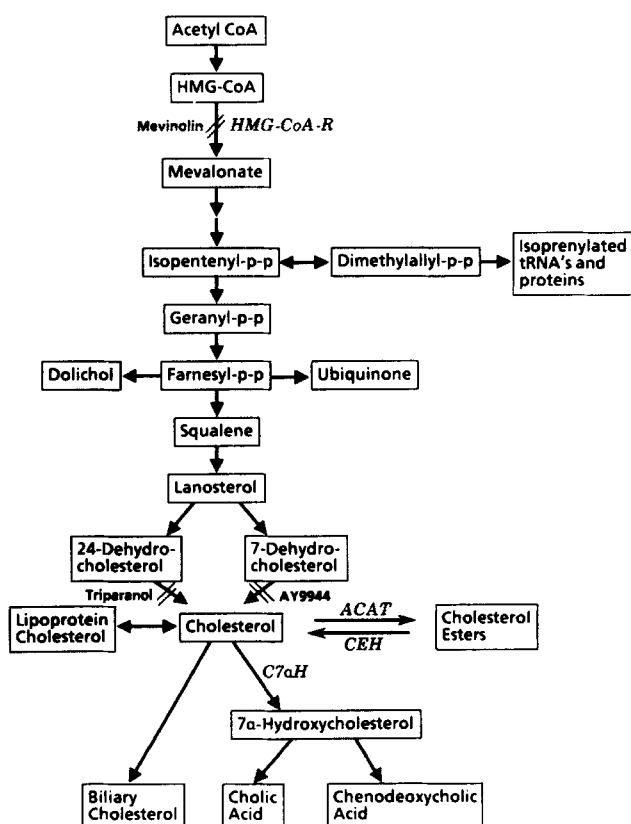 Acetyl CoA
HMG-CoA
Mevinolin HMG-CoA-R
Mevalonate
Isopentenyl-p-p
Dimethylallyl-p-p
Isoprenylated
tRNA's and
proteins
Geranyl-p-p
Dolichol
Farnesyl-p-p
Ubiquinone
Squalene
Lanosterol
24-Dehydro-
cholesterol
7-Dehydro-
cholesterol
Triparanol
AY9944
Lipoprotein
Cholesterol
Cholesterol
ACAT
CEH
Cholesterol
Esters
C7αH
7α-Hydroxycholesterol
Biliary
Cholesterol
Cholic
Acid
Chenodeoxycholic
Acid